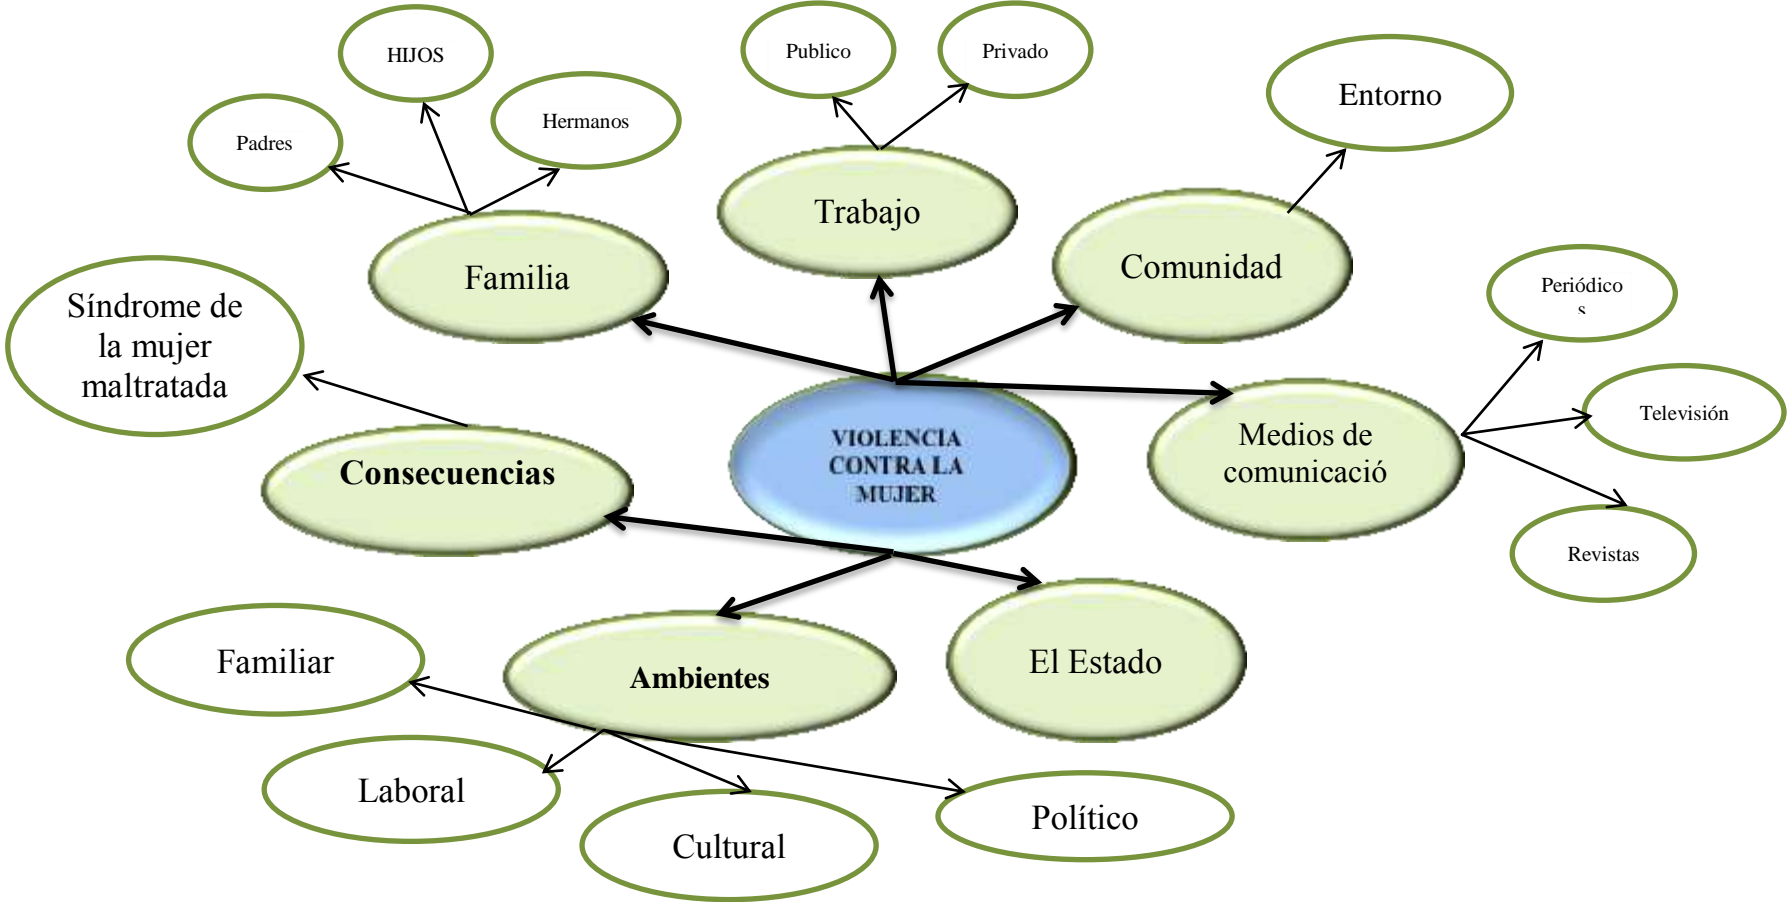 HIJOS
Publico
Privado
Padres
Hermanos
Entorno
Trabajo
Familia
Comunidad
Síndrome de
la mujer
maltratada
Periódico
s
Televisión
Consecuencias
VIOLENCIA
CONTRA LA
MUJER
Medios de
comunicació
Revistas
Familiar
Ambientes
El Estado
Laboral
Cultural
Político